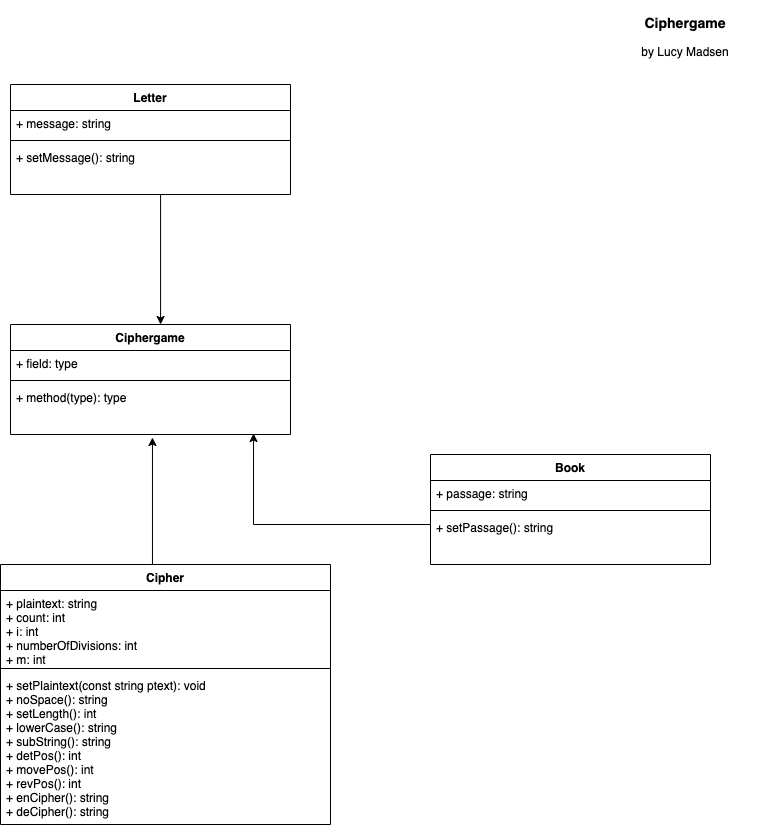 Ciphergame
by Lucy Madsen
Letter
+ message: string
+ setMessage(): string
Ciphergame
+ field: type
+ method(type): type
Book
+ passage: string
+ setPassage(): string
Cipher
+ plaintext: string
+ count: int
+ i: int
+ numberOfDivisions: int
+ m: int
+ setPlaintext(const string ptext): void
+ noSpace(): string
+ setLength(): int
+ lowerCase(): string
+ subString(): string
+ detPos(): int
+ movePos(): int
+ revPos(): int
+ enCipher(): string
+ deCipher(): string